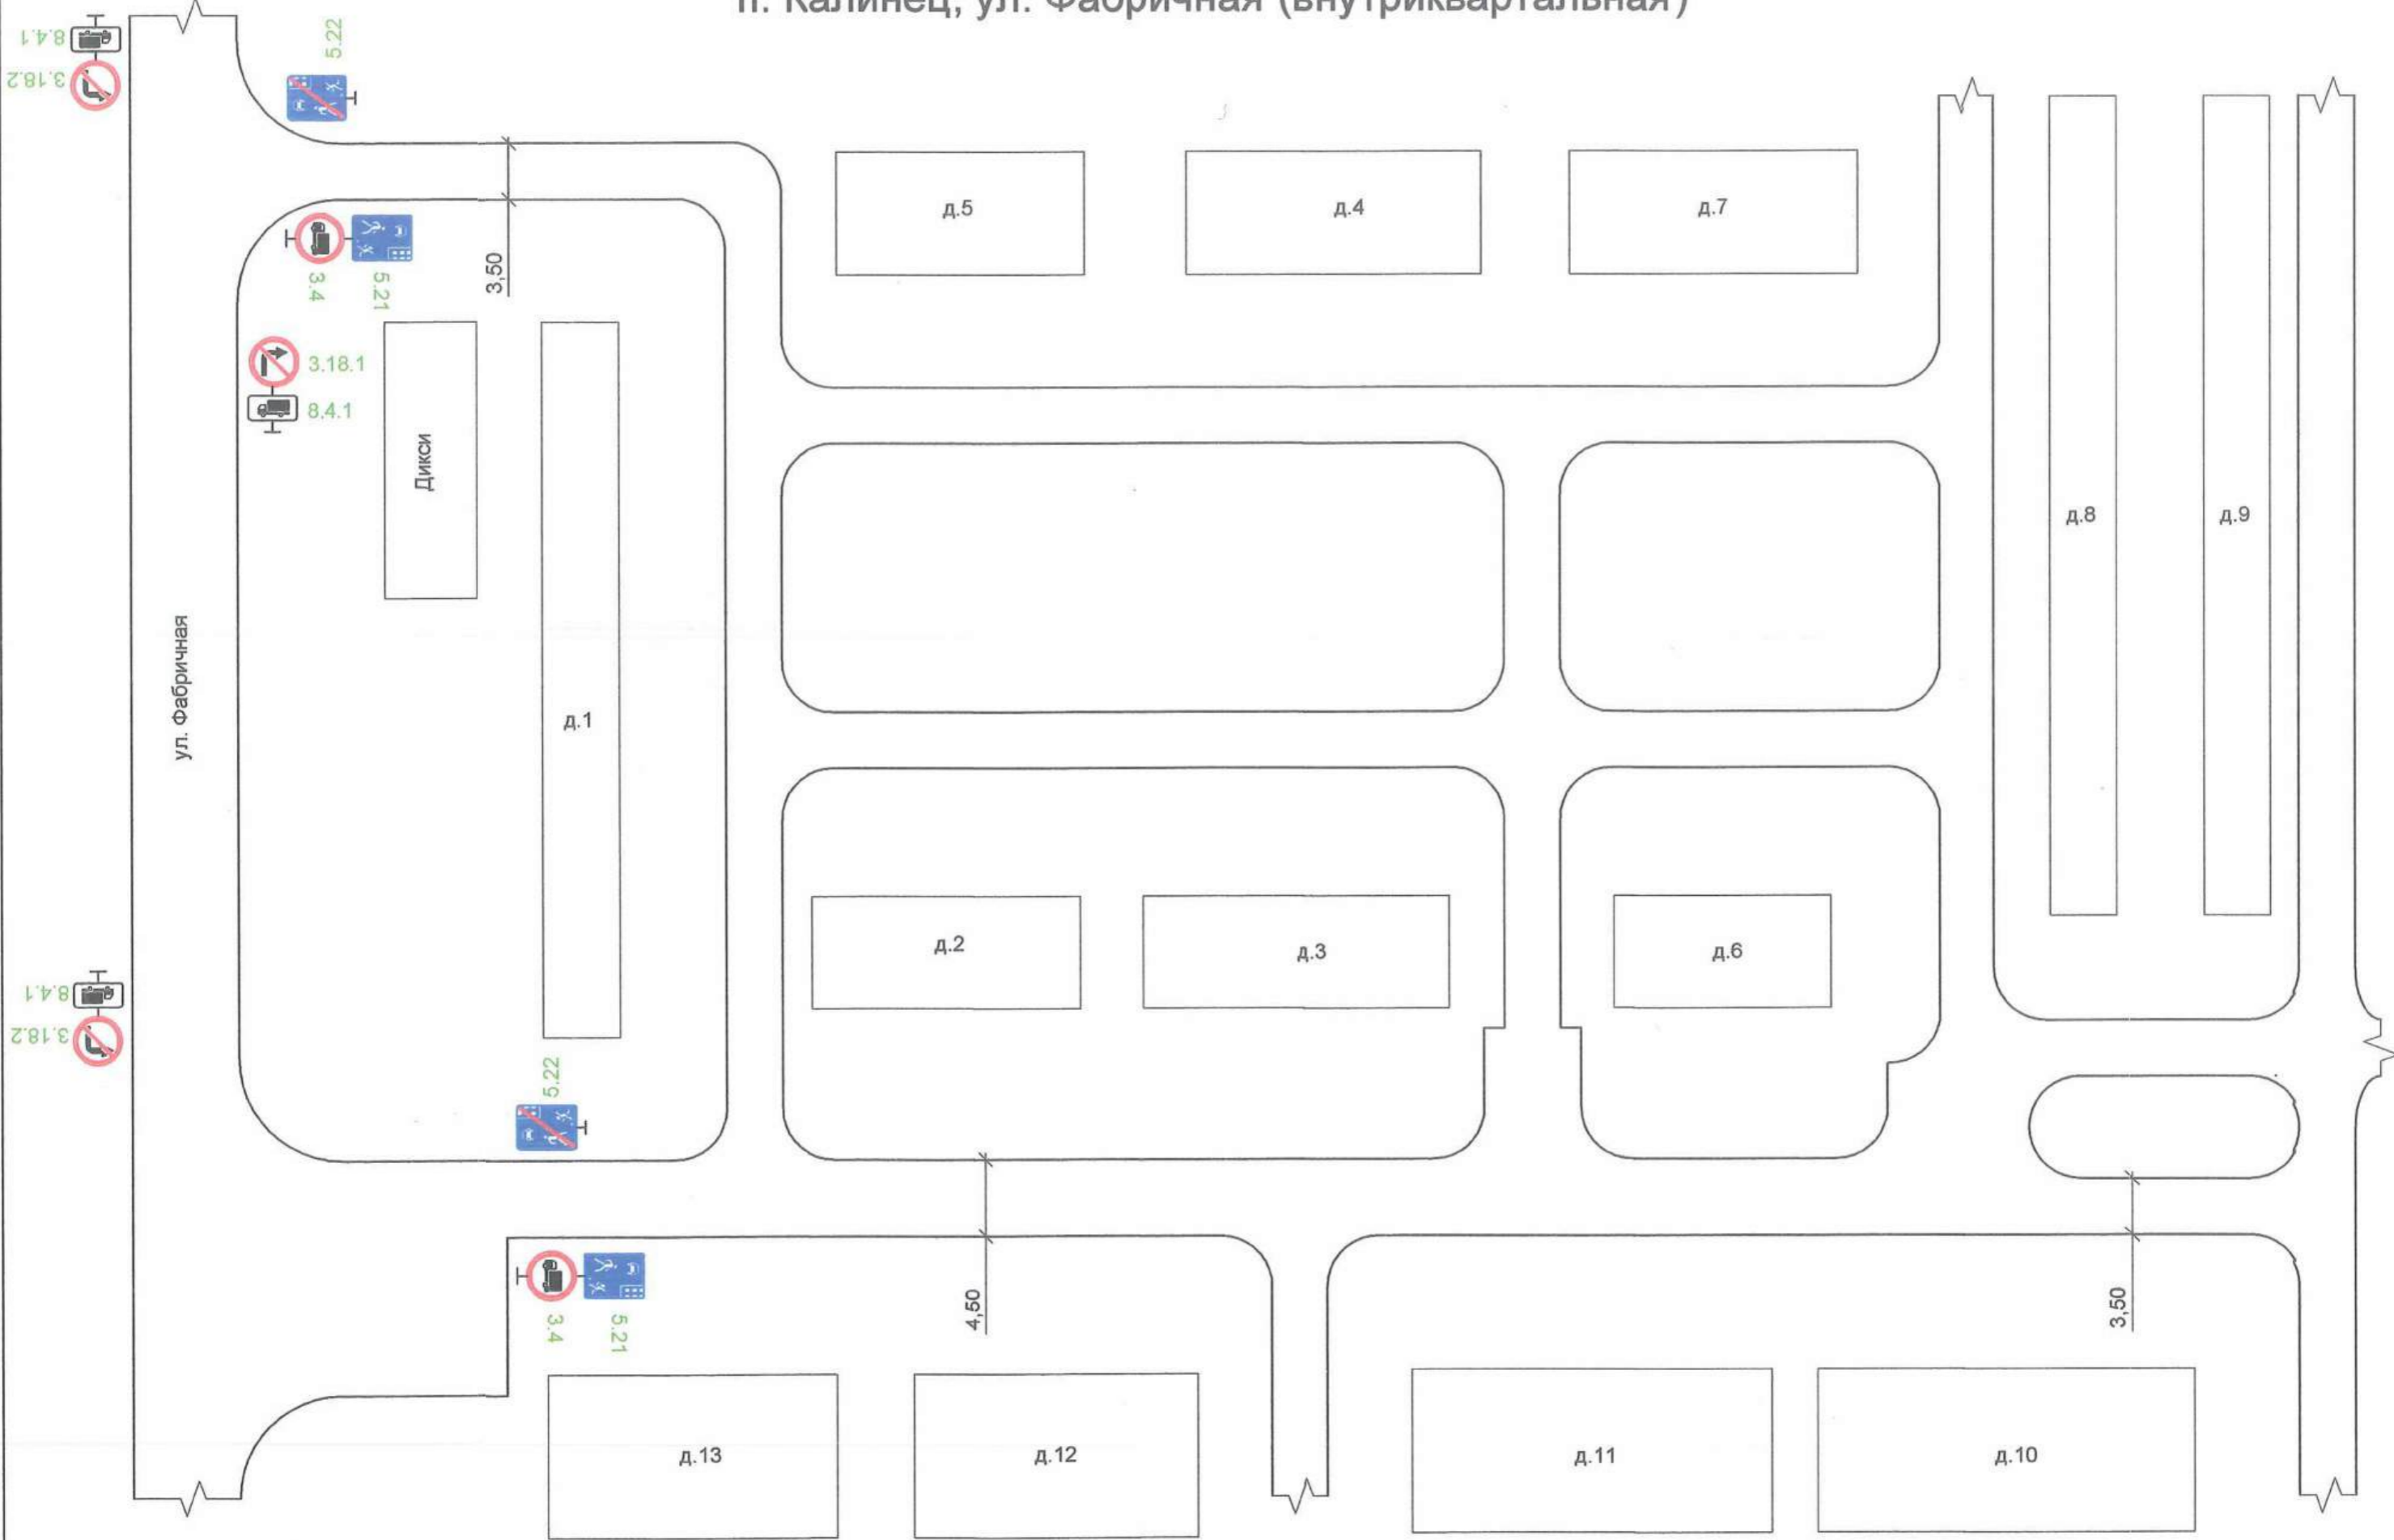 п. Калинец, ул. Фабричная (внутриквартальная)
8.4.1
3.18.2
5.22
3.4
5.21
3,50
3.18.1
8.4.1
Дикси
д.5
д.4
д.7
д.8
д.9
ул. Фабричная
д.1
д.2
д.3
д.6
8.4.1
3.18.2
5.22
3.4
5.21
4,50
3,50
д.13
д.12
д.11
д.10